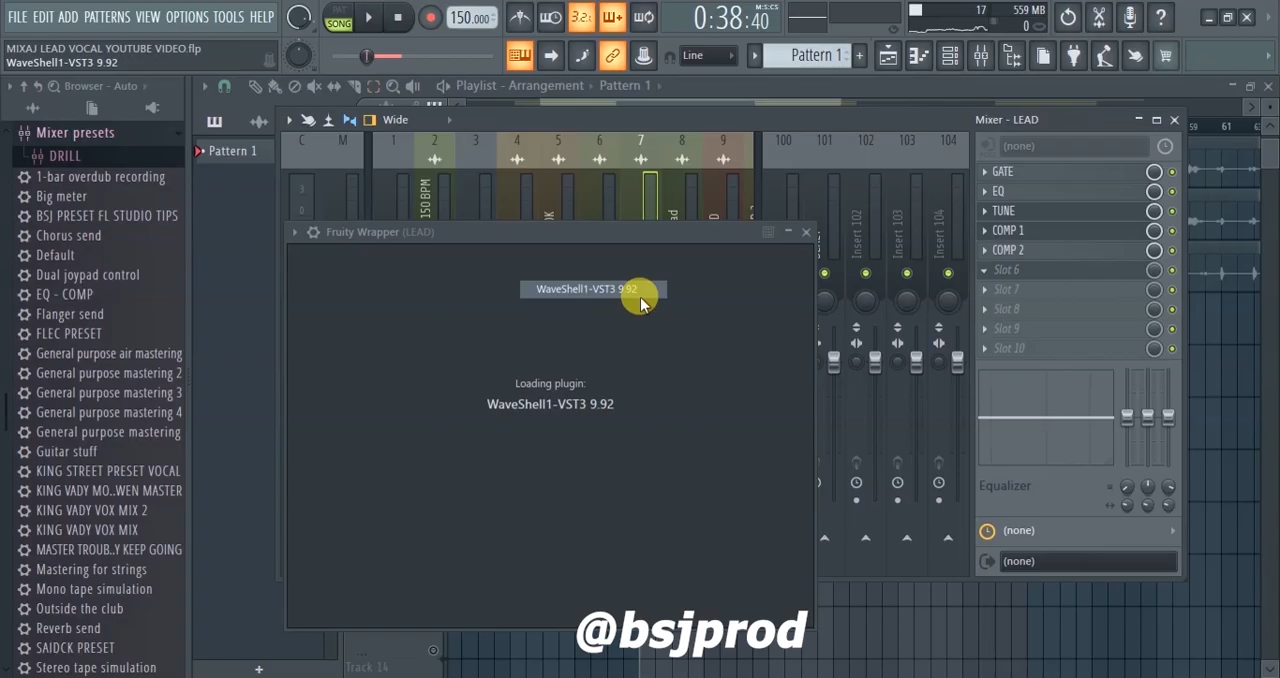 FILE EDIT ADD PATTERNS VIEW OPTIONS TOOLS HELP
PAT
SONG
150.000
3.2
0:38:40
M:S:CS
17
559 MB
0
MIXAJ LEAD VOCAL YOUTUBE VIDEO.flp
WaveShell1-VST3 9.92
Line
Pattern 1
Browser - Auto
Playlist - Arrangement
Pattern 1
Mixer presets
DRILL
1-bar overdub recording
Big meter
BSJ PRESET FL STUDIO TIPS
Chorus send
Default
Dual joypad control
EQ - COMP
Flanger send
FLEC PRESET
General purpose air mastering
General purpose mastering 2
General purpose mastering 3
General purpose mastering 4
General purpose mastering
Guitar stuff
KING STREET PRESET VOCAL
KING VADY MO..WEN MASTER
KING VADY VOX MIX 2
KING VADY VOX MIX
MASTER TROUB..Y KEEP GOING
Mastering for strings
Mono tape simulation
Outside the club
Reverb send
SAIDCK PRESET
Stereo tape simulation
Pattern 1
Wide
Mixer - LEAD
C M 1 2 3 4 5 6 7 8 9 100 101 102 103 104
150 BPM
Insert 102
Insert 103
Insert 104
59 61
Fruity Wrapper (LEAD)
WaveShell1-VST3 9.92
Loading plugin:
WaveShell1-VST3 9.92
(none)
GATE
EQ
TUNE
COMP 1
COMP 2
Slot 6
Slot 7
Slot 8
Slot 9
Slot 10
Equalizer
(none)
(none)
@bsjprod
Track 14